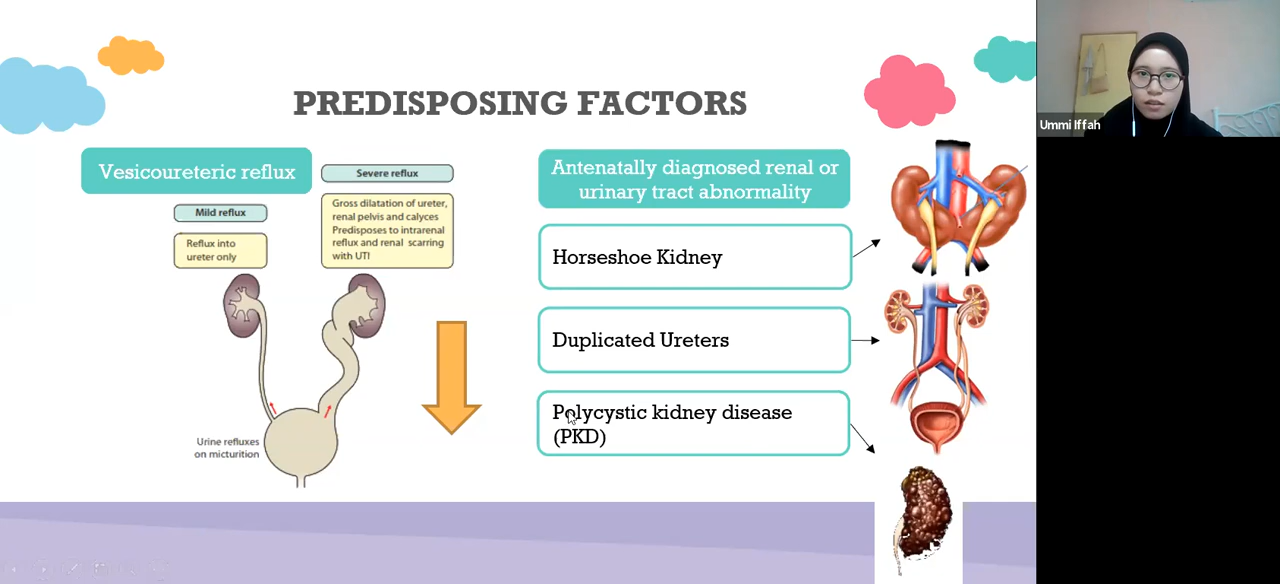 PREDISPOSING FACTORS
Vesicoureteric reflux
Mild reflux
Reflux into
ureter only
Severe reflux
Gross dilatation of ureter,
renal pelvis and calyces
Predisposes to intrarenal
reflux and renal scarring
with UTI
Urine refluxes
on micturition
Antenatally diagnosed renal or
urinary tract abnormality
Horseshoe Kidney
Duplicated Ureters
Polycystic kidney disease
(PKD)
Ummi Iffah